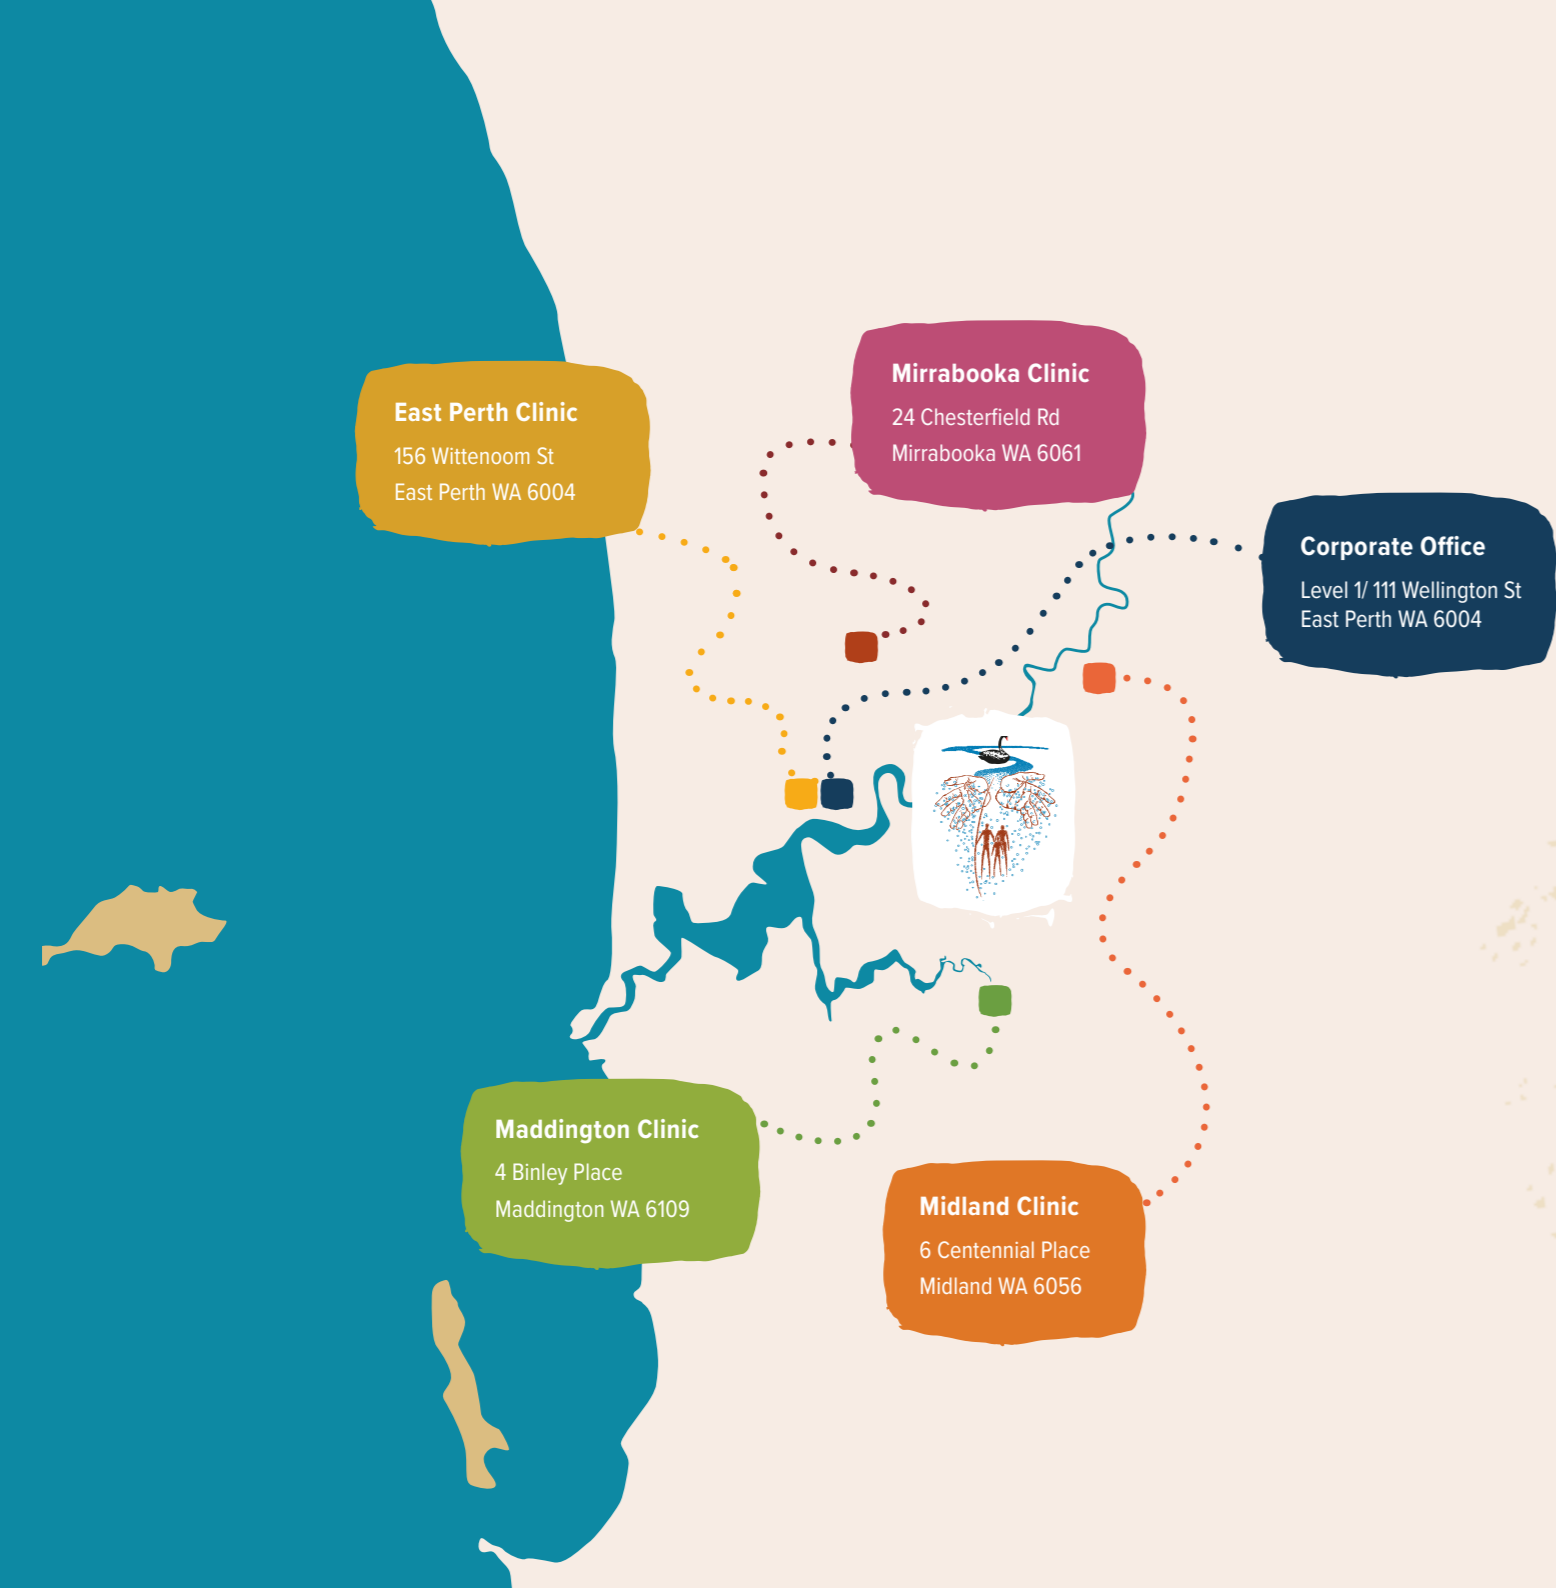 Mirrabooka Clinic
24 Chesterfield Rd
Mirrabooka WA 6061
East Perth Clinic
156 Wittenoom St
East Perth WA 6004
Corporate Office
Level 1/ 111 Wellington St
East Perth WA 6004
Maddington Clinic
4 Binley Place
Maddington WA 6109
Midland Clinic
6 Centennial Place
Midland WA 6056